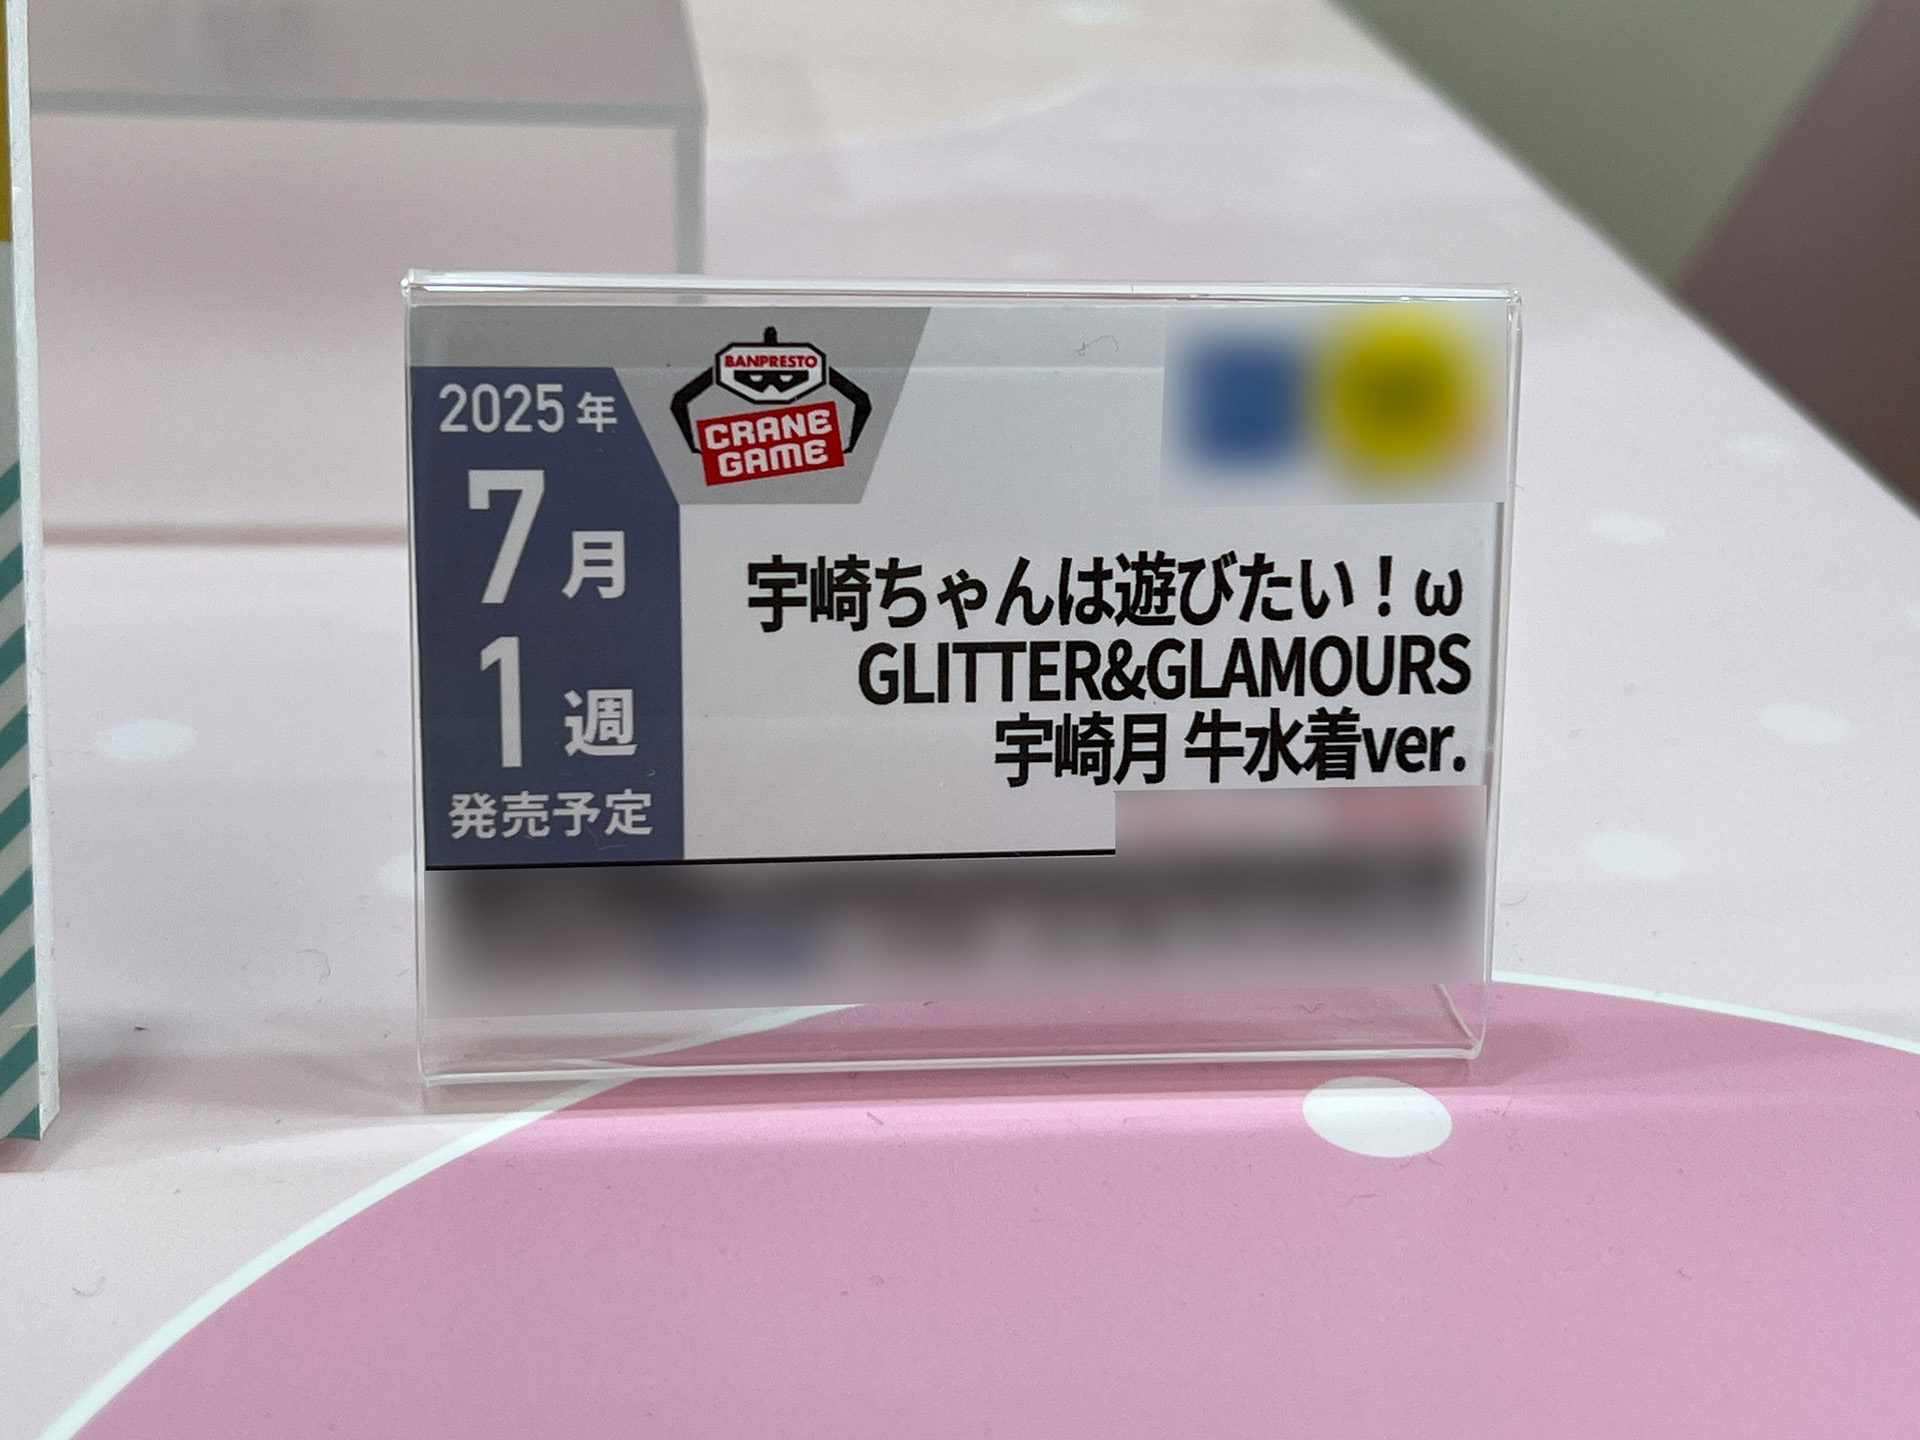 2025年
7月
1週
発売予定
BANPRESTO
CRANE
GAME
宇崎ちゃんは遊びたい！ω
GLITTER&GLAMOURS
宇崎月 牛水着ver.